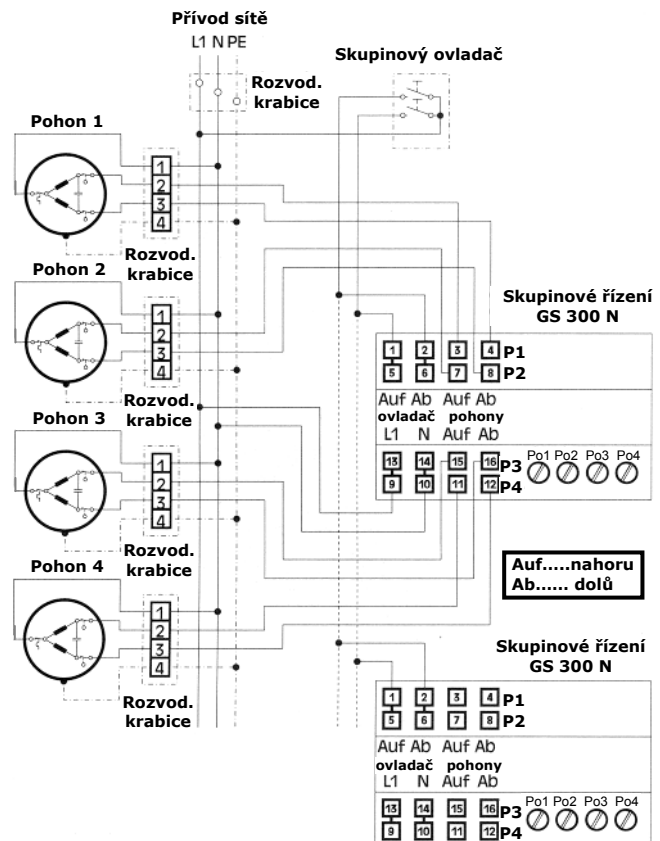 Přívod sítě
L1 N PE
Skupinový ovladač
Rozvod.
krabice
Pohon 1
1
2
3
4
Rozvod.
krabice
Pohon 2
1
2
3
4
Rozvod.
krabice
Pohon 3
1
2
3
4
Rozvod.
krabice
Pohon 4
1
2
3
4
Rozvod.
krabice
Skupinové řízení
GS 300 N
1 2 3 4 P1
5 6 7 8 P2
Auf Ab Auf Ab
ovladač pohony
L1 N Auf Ab
13 14 15 16 P3 Po1 Po2 Po3 Po4
9 10 11 12 P4
Auf.....nahoru
Ab...... dolů
Skupinové řízení
GS 300 N
1 2 3 4 P1
5 6 7 8 P2
Auf Ab Auf Ab
ovladač pohony
L1 N Auf Ab
13 14 15 16 P3 Po1 Po2 Po3 Po4
9 10 11 12 P4